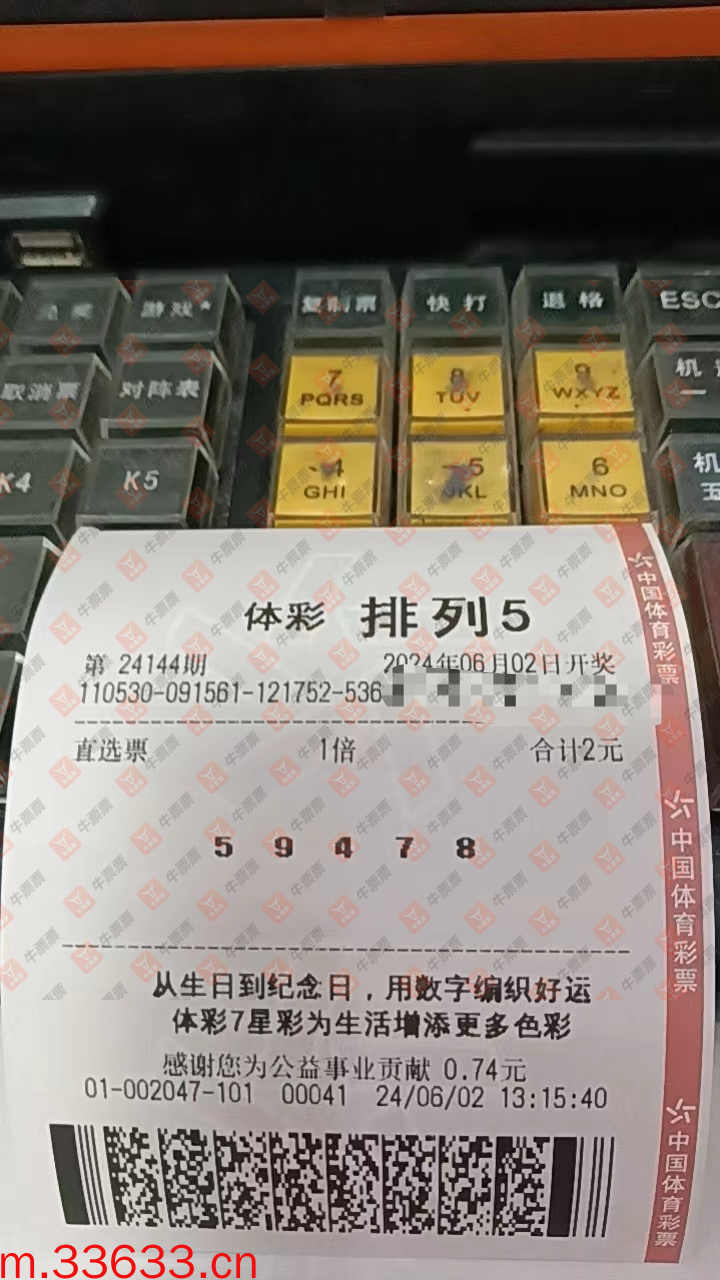 游戏*
复制票
快打
退格
ESC
取消票
对阵表
7
PQRS
8
TUV
9
WXYZ
机
一
K4
K5
4
GHI
5
JKL
6
MNO
机
五
体彩 排列5
第 24144期 2024年06月02日开奖
110530-091561-121752-536
直选票 1倍 合计2元
5 9 4 7 8
从生日到纪念日，用数字编织好运
体彩7星彩为生活增添更多色彩
感谢您为公益事业贡献 0.74元
01-002047-101 00041 24/06/02 13:15:40
中国体育彩票
中国体育彩票
中国体育彩票
牛票票
m.33633.cn